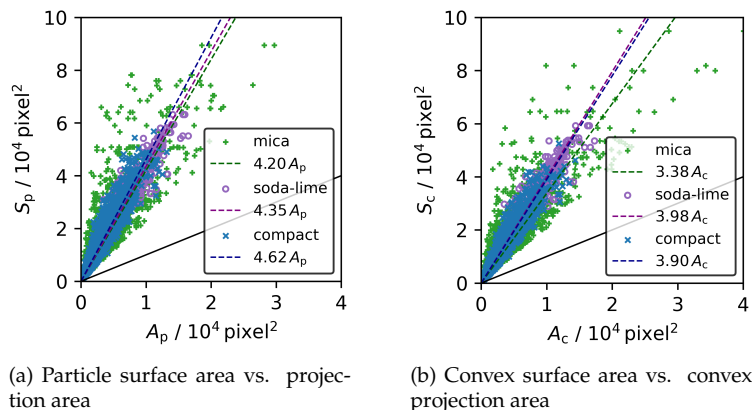 10
8
6
4
2
0
0
1
2
3
4
S_p / 10^4 pixel^2
A_p / 10^4 pixel^2
mica
4.20 A_p
soda-lime
4.35 A_p
compact
4.62 A_p
(a) Particle surface area vs. projec-
tion area
10
8
6
4
2
0
0
1
2
3
4
S_c / 10^4 pixel^2
A_c / 10^4 pixel^2
mica
3.38 A_c
soda-lime
3.98 A_c
compact
3.90 A_c
(b) Convex surface area vs. convex
projection area